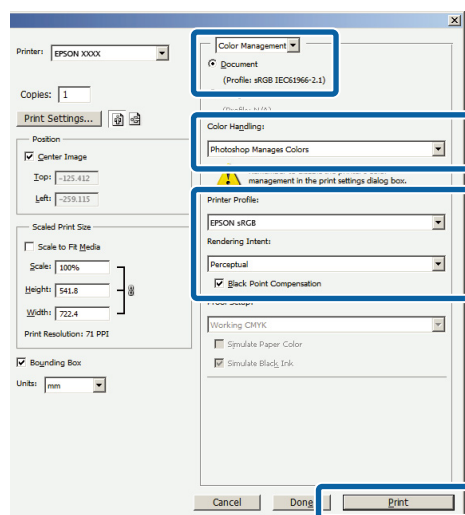 Printer: EPSON XXXX
Copies: 1
Print Settings...
Position
Center Image
Top: -125.412
Left: -259.115
Scaled Print Size
Scale to Fit Media
Scale: 100%
Height: 541.8
Width: 722.4
Print Resolution: 71 PPI
Bounding Box
Units: mm
Color Management
Document
(Profile: sRGB IEC61966-2.1)
(Profile: N/A)
Color Handling:
Photoshop Manages Colors
management in the print settings dialog box.
Printer Profile:
EPSON sRGB
Rendering Intent:
Perceptual
Black Point Compensation
Proof Setup:
Working CMYK
Simulate Paper Color
Simulate Black Ink
Cancel
Done
Print